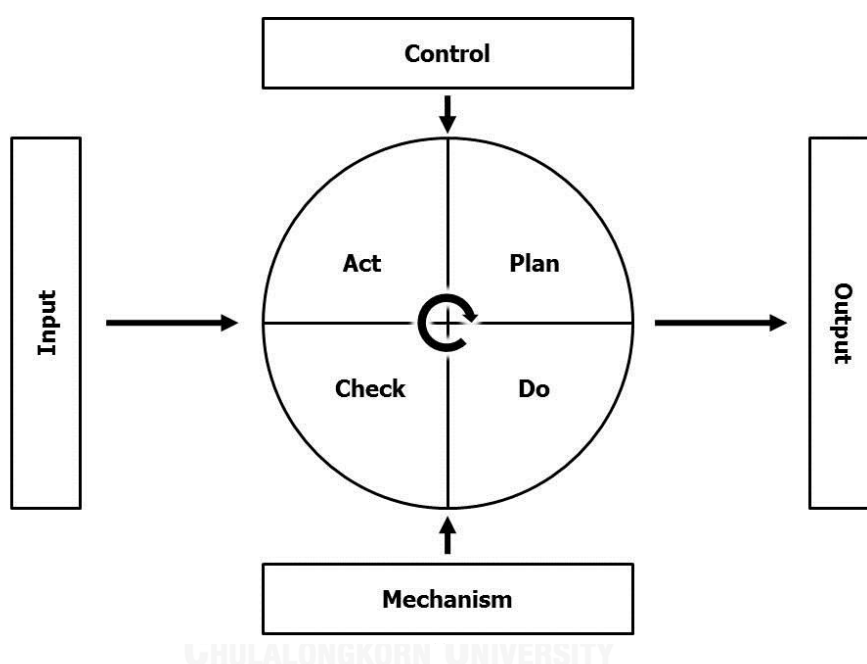 Control
Input
Act
Plan
Output
Check
Do
Mechanism
CHULALONGKORN UNIVERSITY